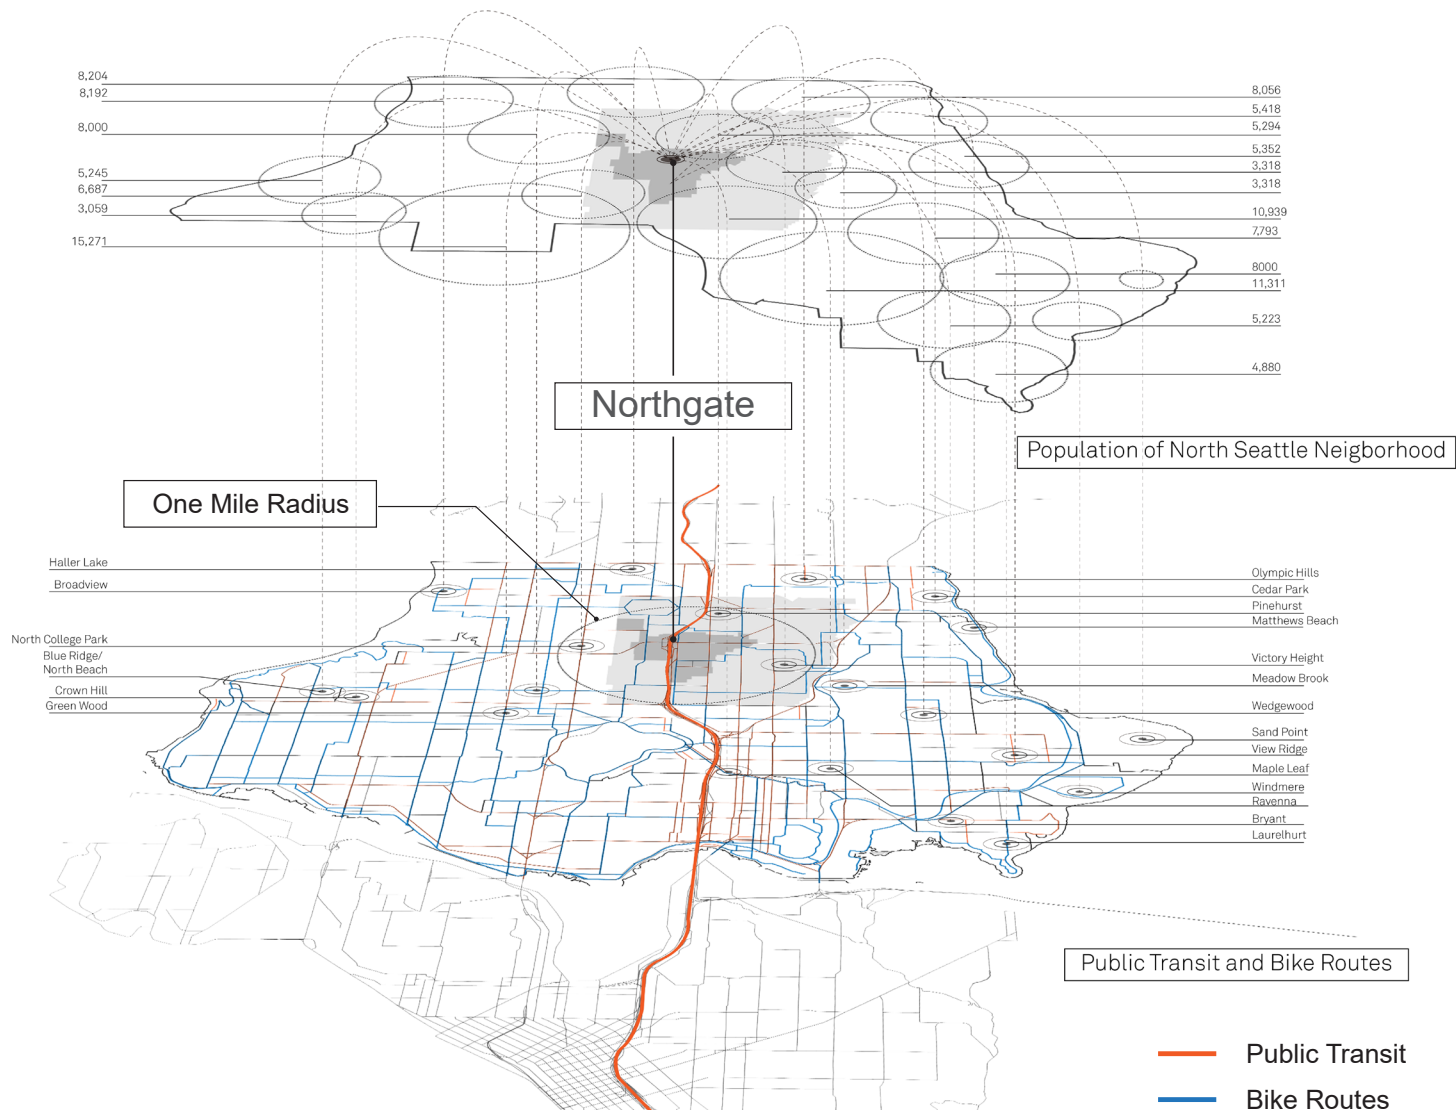 8,204
8,192
8,000
5,245
6,687
3,059
15,271
8,056
5,418
5,294
5,352
3,318
3,318
10,939
7,793
8000
11,311
5,223
4,880
Northgate
Population of North Seattle Neigborhood
One Mile Radius
Haller Lake
Broadview
North College Park
Blue Ridge/
North Beach
Crown Hill
Green Wood
Olympic Hills
Cedar Park
Pinehurst
Matthews Beach
Victory Height
Meadow Brook
Wedgewood
Sand Point
View Ridge
Maple Leaf
Windmere
Ravenna
Bryant
Laurelhurt
Public Transit and Bike Routes
Public Transit
Bike Routes